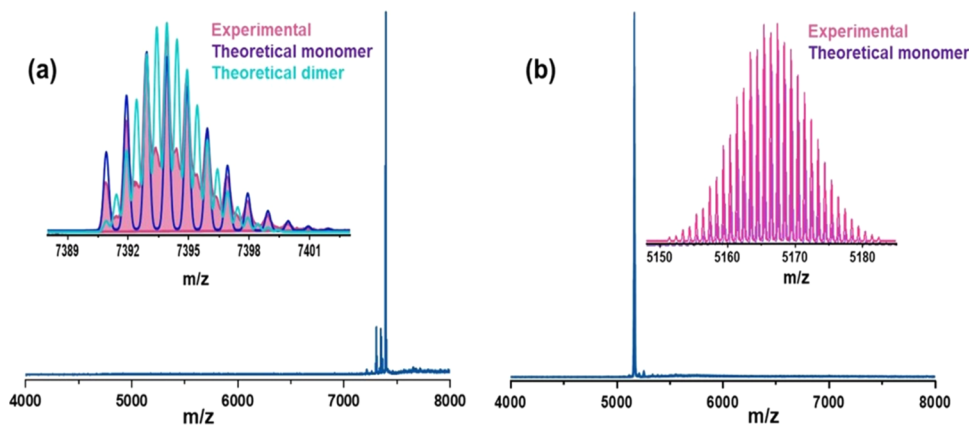 (a)
Experimental
Theoretical monomer
Theoretical dimer
7389 7392 7395 7398 7401
m/z
4000 5000 6000 7000 8000
m/z
(b)
Experimental
Theoretical monomer
5150 5160 5170 5180
m/z
4000 5000 6000 7000 8000
m/z